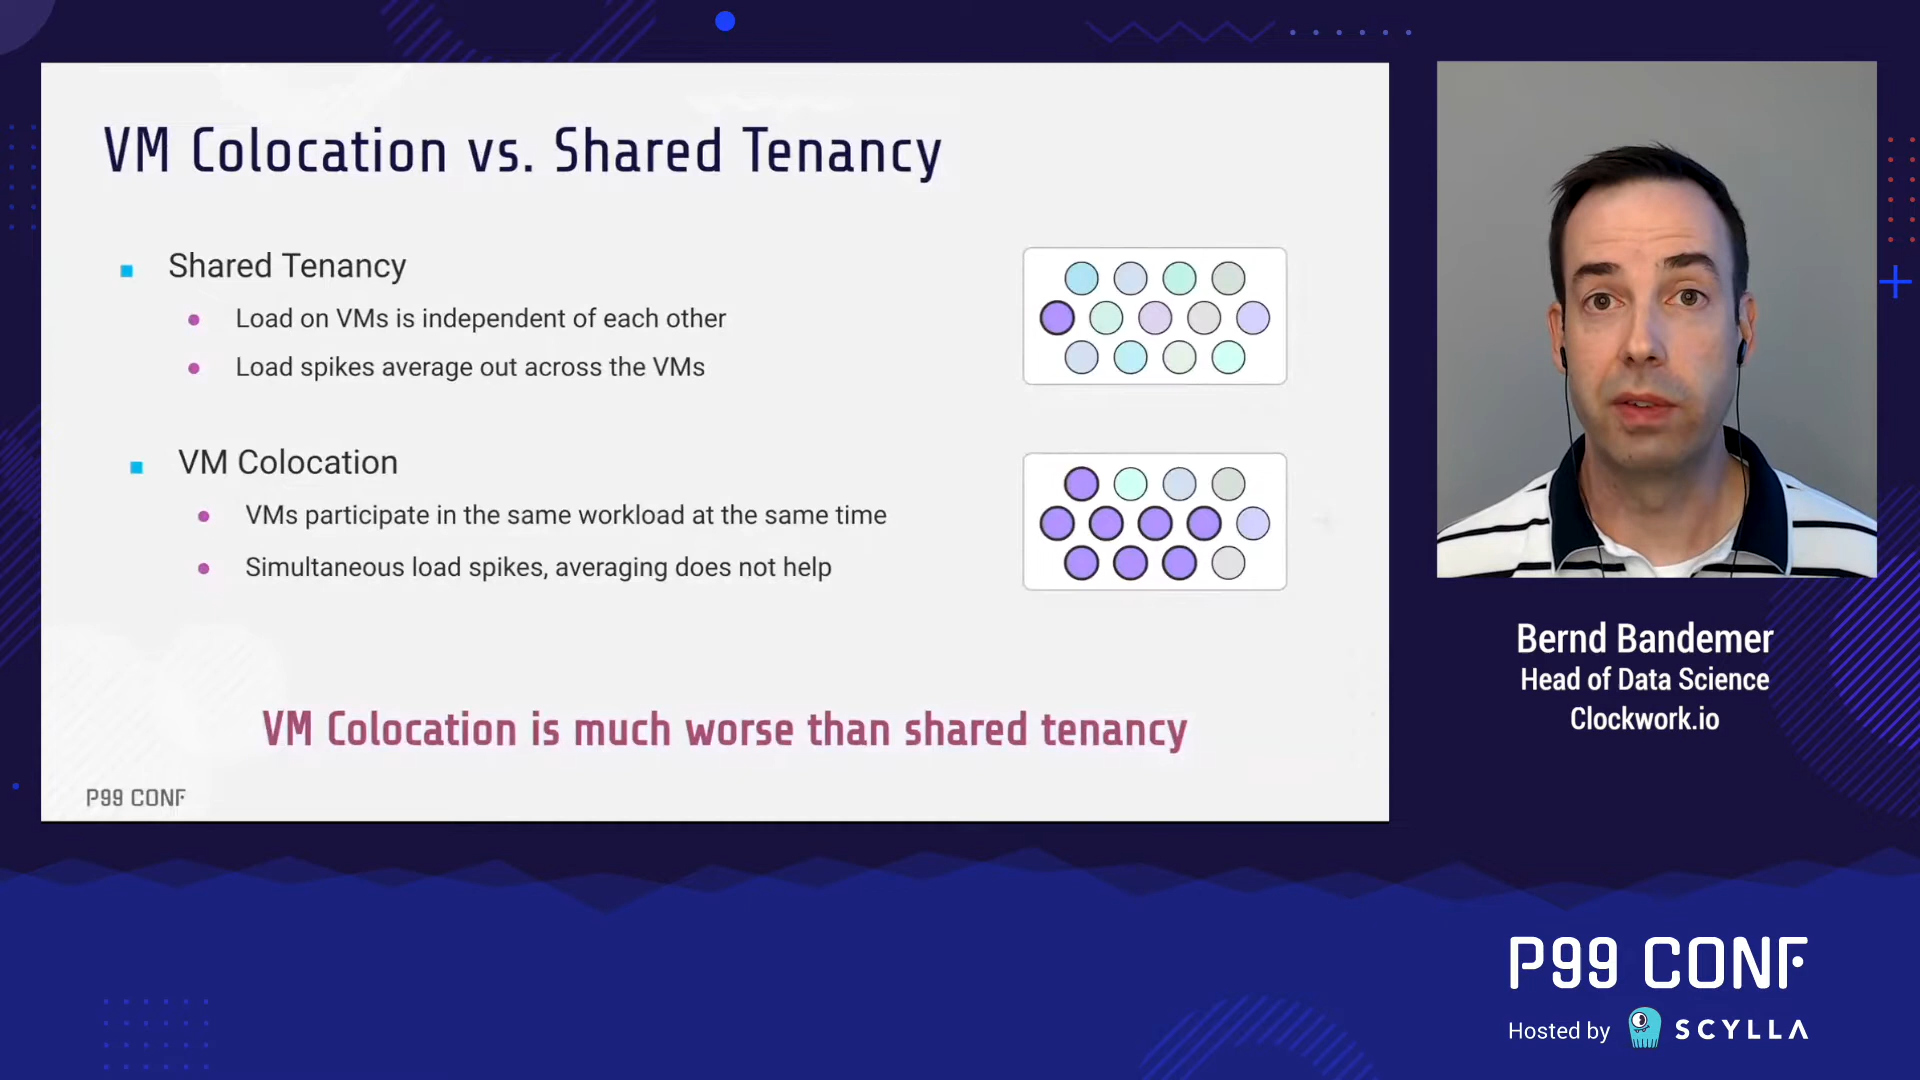 VM Colocation vs. Shared Tenancy
Shared Tenancy
Load on VMs is independent of each other
Load spikes average out across the VMs
VM Colocation
VMs participate in the same workload at the same time
Simultaneous load spikes, averaging does not help
VM Colocation is much worse than shared tenancy
P99 CONF
Bernd Bandemer
Head of Data Science
Clockwork.io
P99 CONF
Hosted by SCYLLA